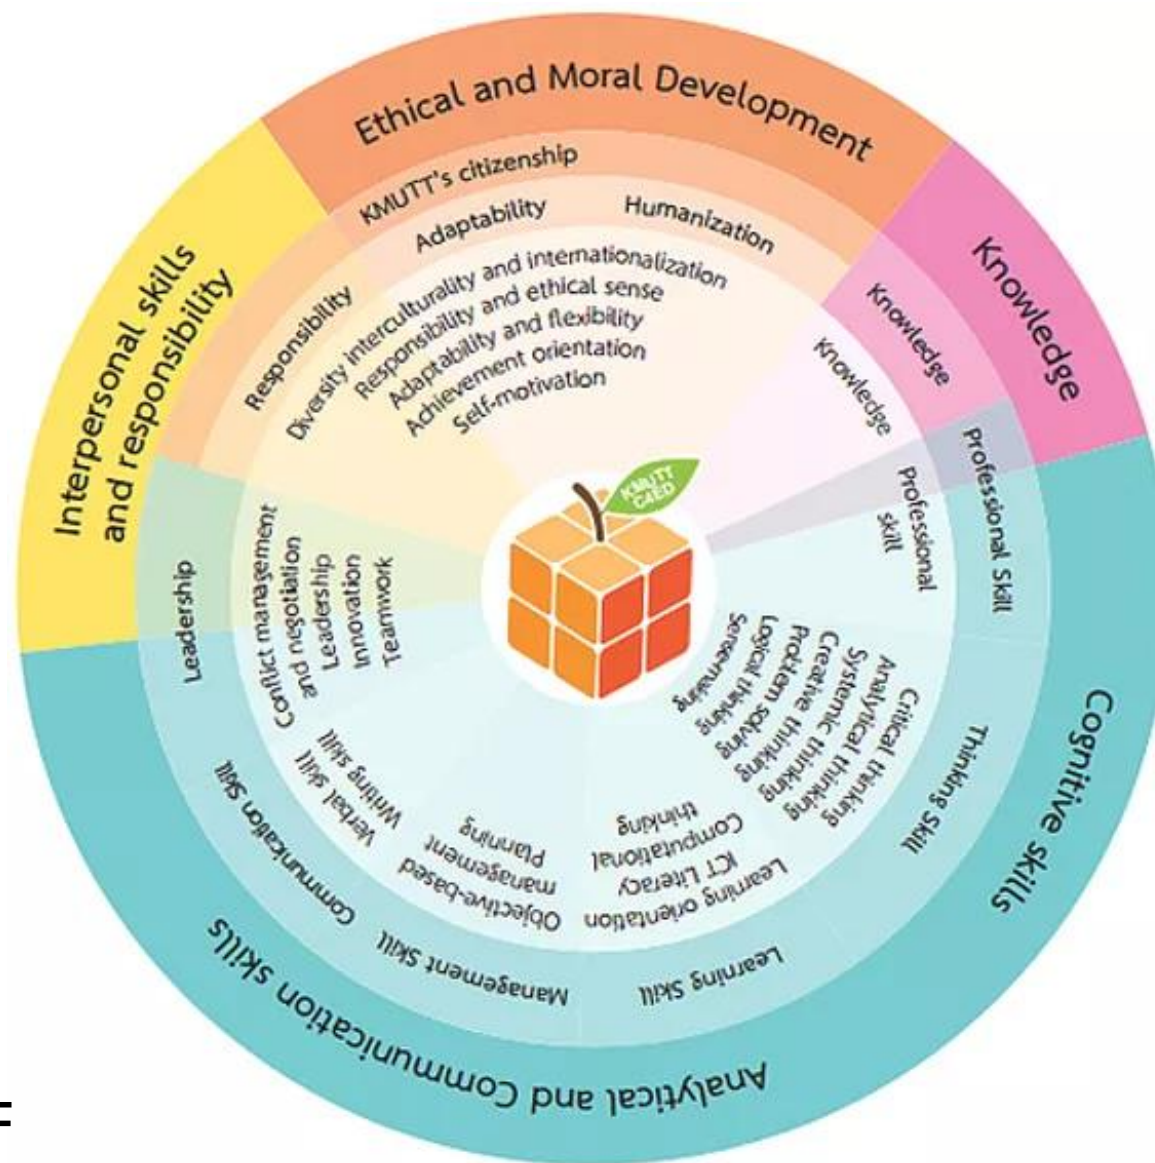 Ethical and Moral Development
KMUTT's citizenship
Adaptability
Humanization
Responsibility
Diversity interculturality and internationalization
Responsibility and ethical sense
Adaptability and flexibility
Achievement orientation
Self-motivation
Knowledge
Knowledge
Knowledge
Professional Skill
Professional
skill
Cognitive skills
Thinking Skill
Critical thinking
Analytical thinking
Systemic thinking
Creative thinking
Problem solving
Logical thinking
Sense-making
Analytical and Communication skills
Learning Skill
Learning orientation
ICT Literacy
Computational
thinking
Management Skill
Objective-based
management
Planning
Communication Skill
Verbal skill
Writing skill
Interpersonal skills
and responsibility
Leadership
Conflict management
and negotiation
Leadership
Innovation
Teamwork
KMUTT
C4ED